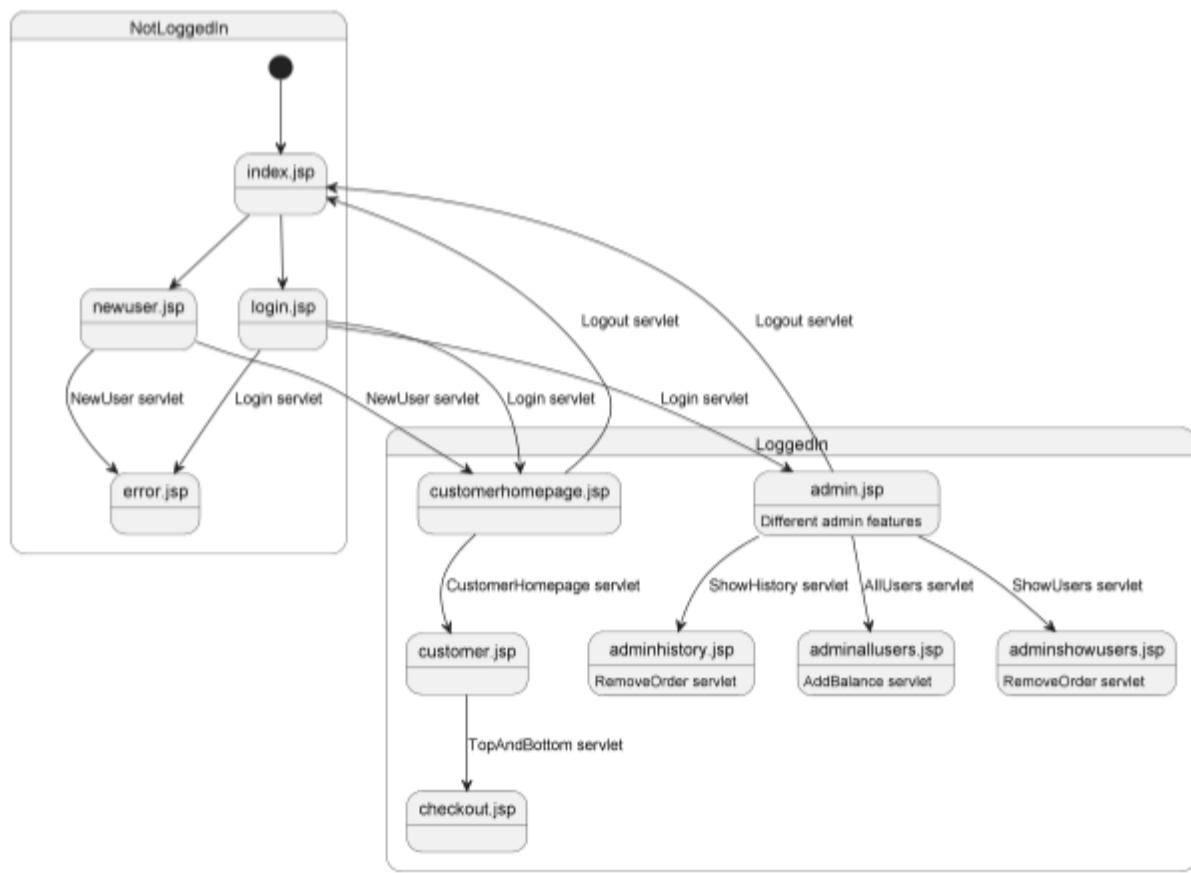 NotLoggedIn
index.jsp
newuser.jsp
login.jsp
Logout servlet
Logout servlet
NewUser servlet
Login servlet
NewUser servlet
Login servlet
Login servlet
LoggedIn
error.jsp
customerhomepage.jsp
admin.jsp
Different admin features
CustomerHomepage servlet
ShowHistory servlet
AllUsers servlet
ShowUsers servlet
customer.jsp
adminhistory.jsp
RemoveOrder servlet
adminallusers.jsp
AddBalance servlet
adminshowusers.jsp
RemoveOrder servlet
TopAndBottom servlet
checkout.jsp